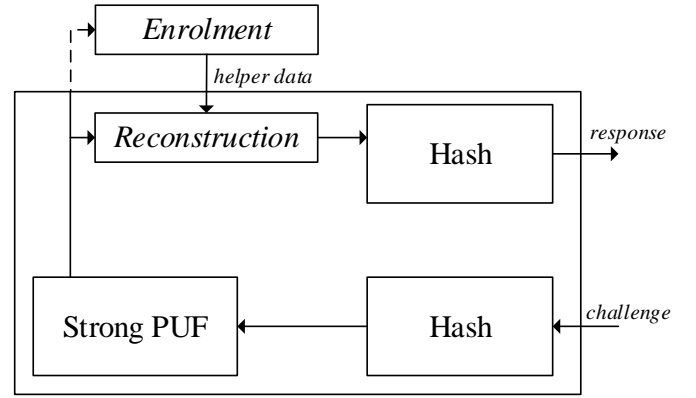 Enrolment
helper data
Reconstruction
Hash
response
Strong PUF
Hash
challenge